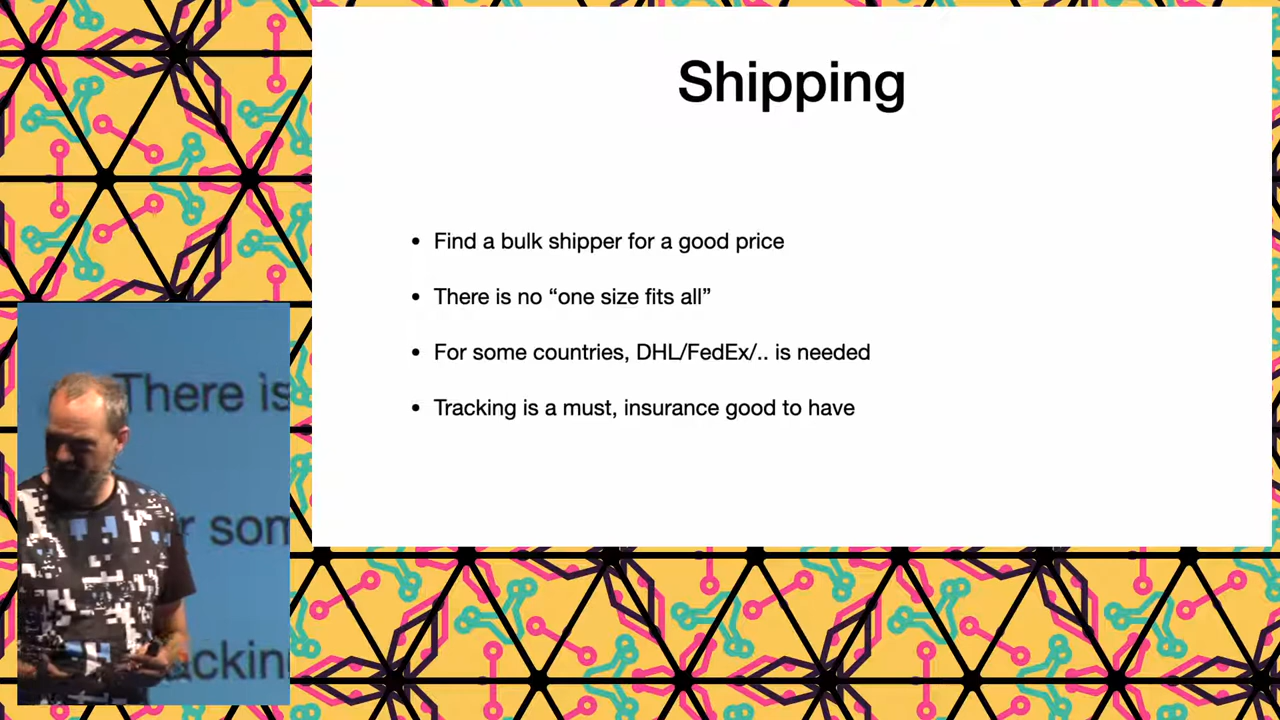 Shipping
• Find a bulk shipper for a good price
• There is no “one size fits all”
• For some countries, DHL/FedEx/.. is needed
• Tracking is a must, insurance good to have
There is
r som
acking